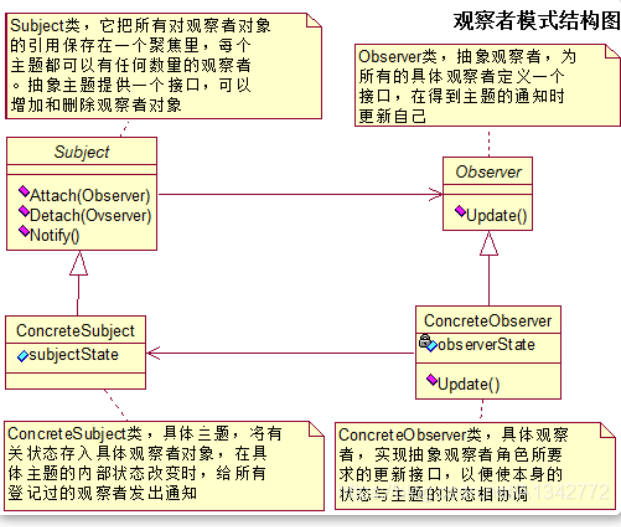 观察者模式结构图
Subject类，它把所有对观察者对象
的引用保存在一个聚焦里，每个
主题都可以有任何数量的观察者
。抽象主题提供一个接口，可以
增加和删除观察者对象
Observer类，抽象观察者，为
所有的具体观察者定义一个
接口，在得到主题的通知时
更新自己
Subject
Attach(Observer)
Detach(Ovserver)
Notify()
Observer
Update()
ConcreteSubject
subjectState
ConcreteObserver
observerState
Update()
ConcreteSubject类，具体主题，将有
关状态存入具体观察者对象，在具
体主题的内部状态改变时，给所有
登记过的观察者发出通知
ConcreteObserver类，具体观察
者，实现抽象观察者角色所要
求的更新接口，以便使本身的
状态与主题的状态相协调